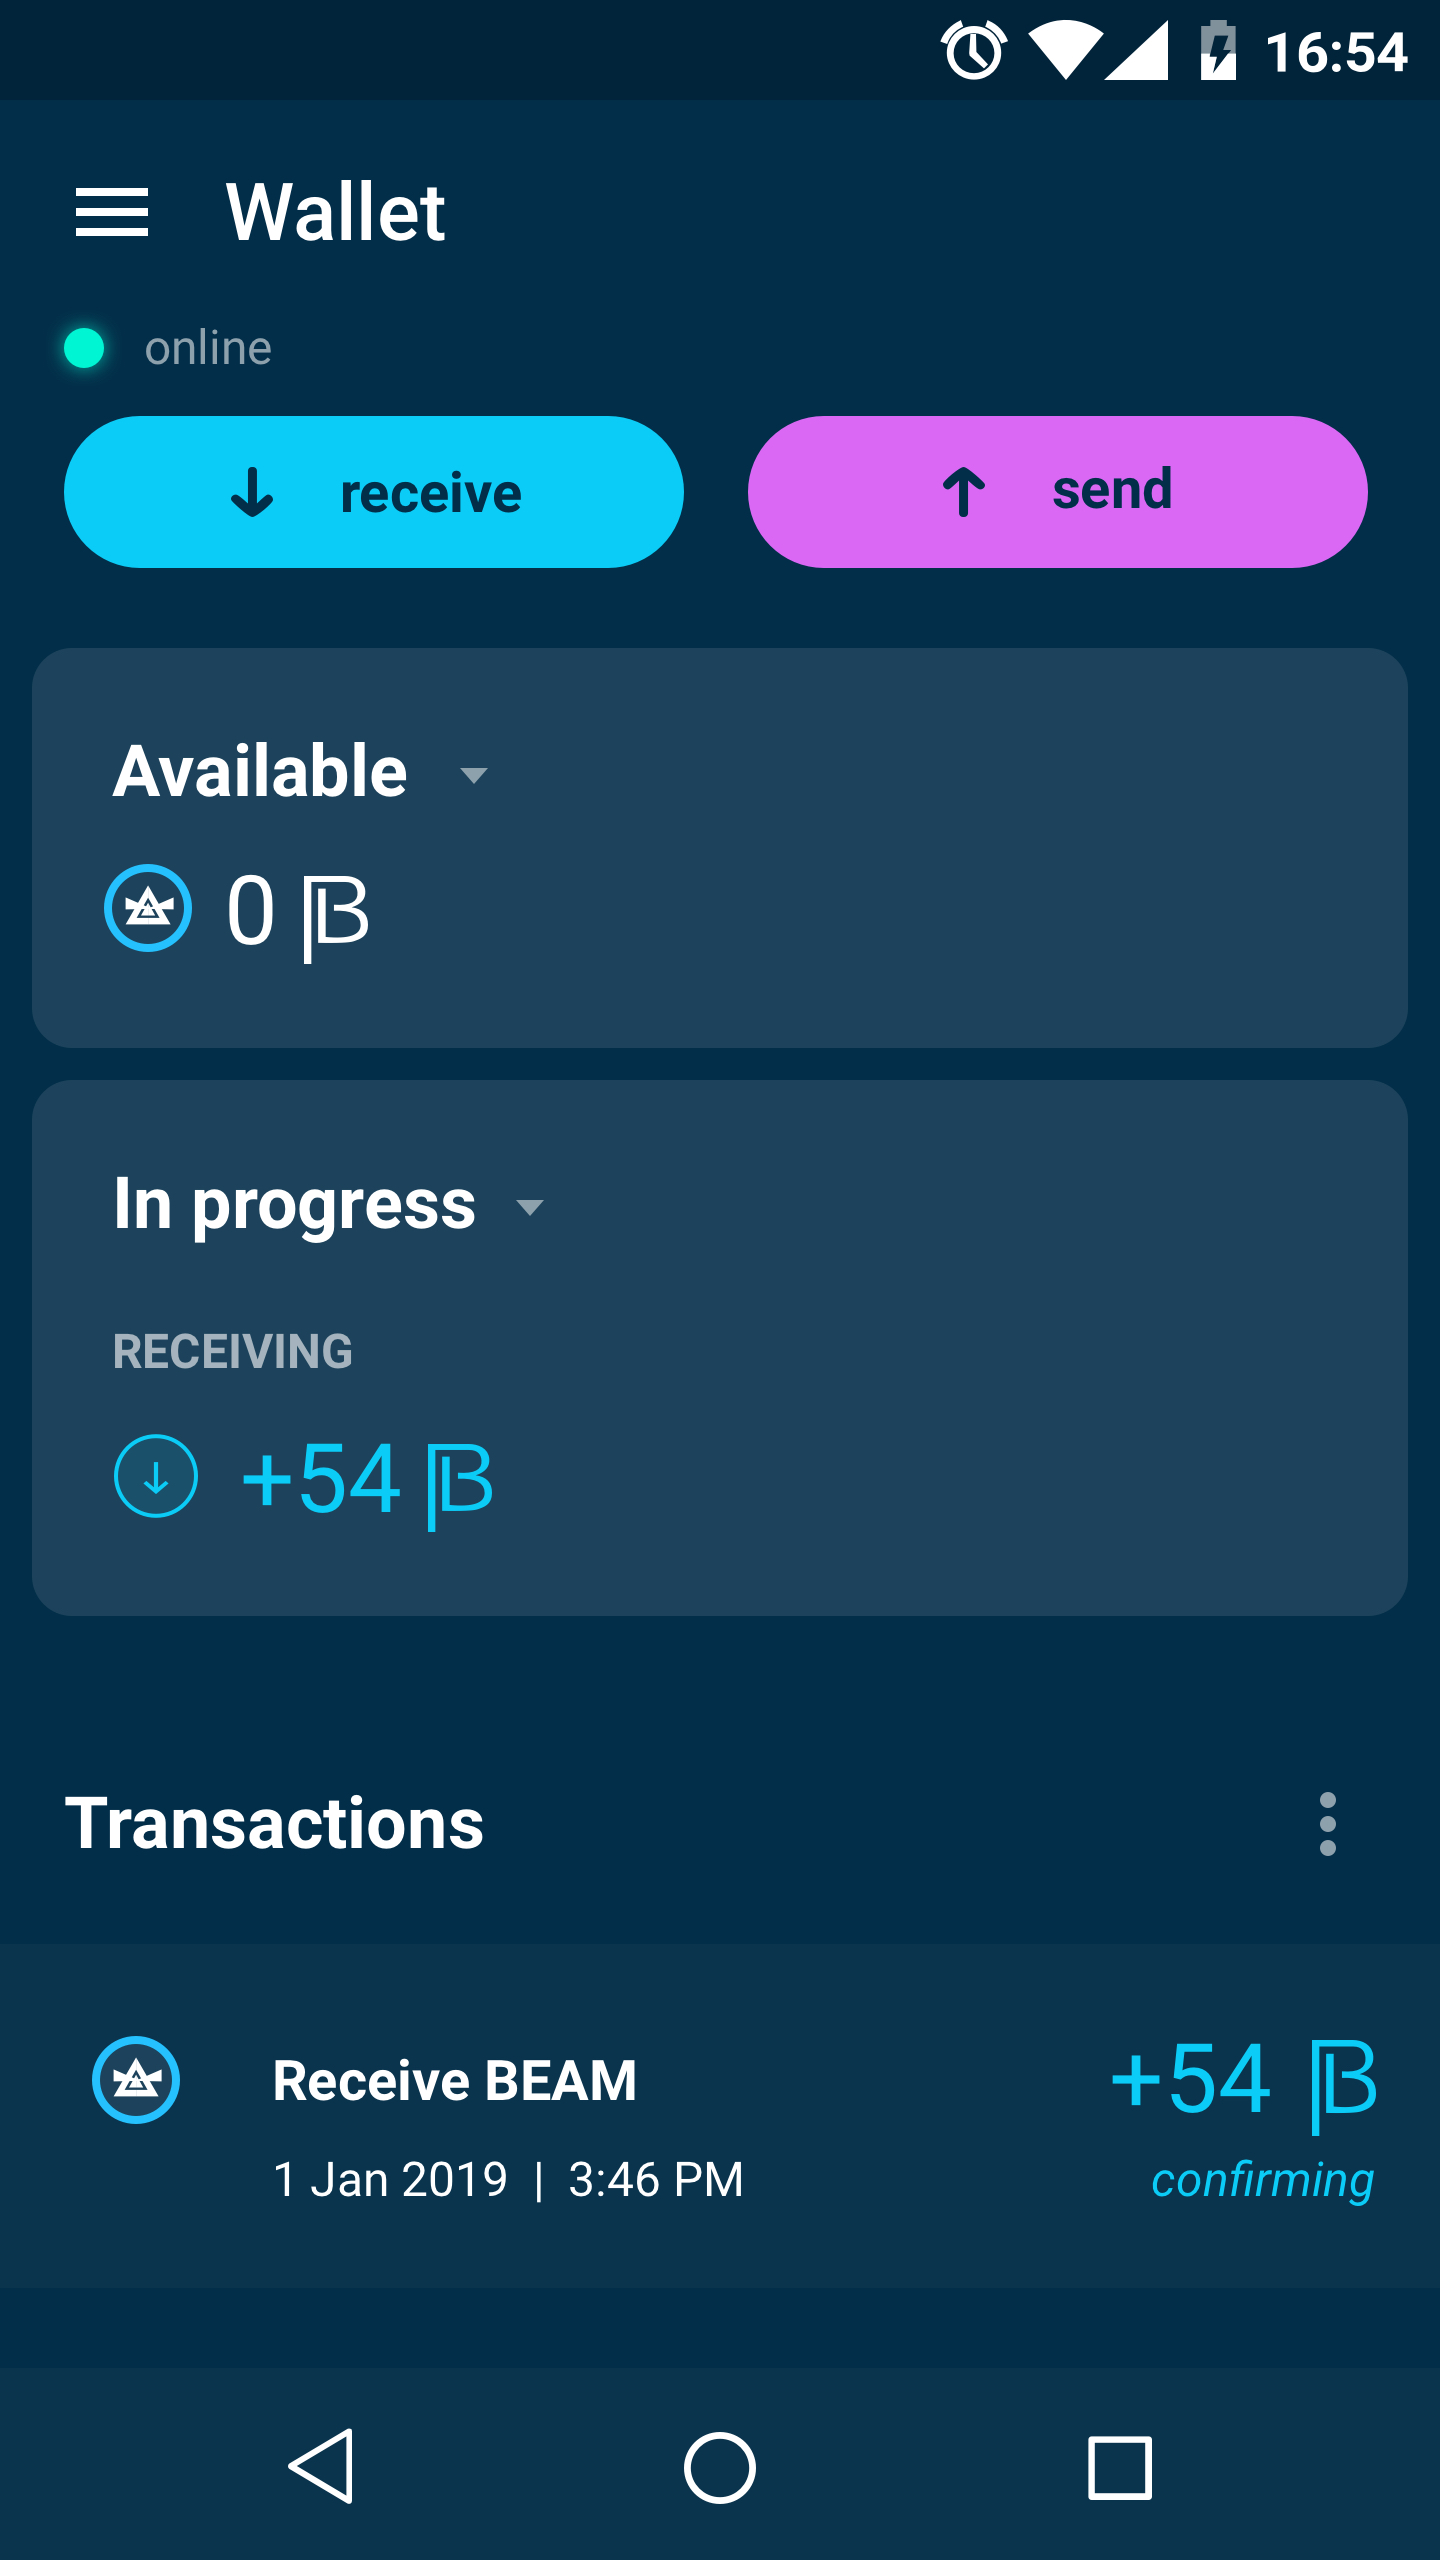 16:54
Wallet
online
receive
send
Available
0
In progress
RECEIVING
+54
Transactions
Receive BEAM
+54
1 Jan 2019 | 3:46 PM
confirming